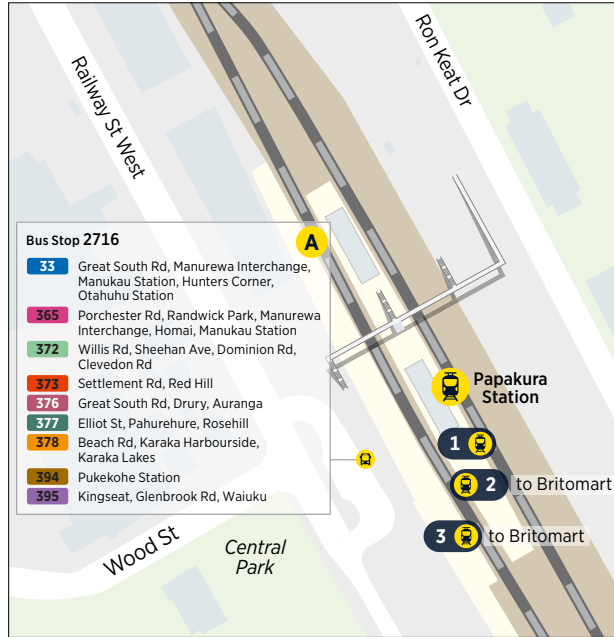 Railway St West
Ron Keat Dr
Bus Stop 2716
A
33 Great South Rd, Manurewa Interchange,
Manukau Station, Hunters Corner,
Otahuhu Station
365 Porchester Rd, Randwick Park, Manurewa
Interchange, Homai, Manukau Station
372 Willis Rd, Sheehan Ave, Dominion Rd,
Clevedon Rd
373 Settlement Rd, Red Hill
376 Great South Rd, Drury, Auranga
377 Elliot St, Pahurehure, Rosehill
378 Beach Rd, Karaka Harbourside,
Karaka Lakes
394 Pukekohe Station
395 Kingseat, Glenbrook Rd, Waiuku
Papakura
Station
1
2 to Britomart
3 to Britomart
Wood St
Central
Park